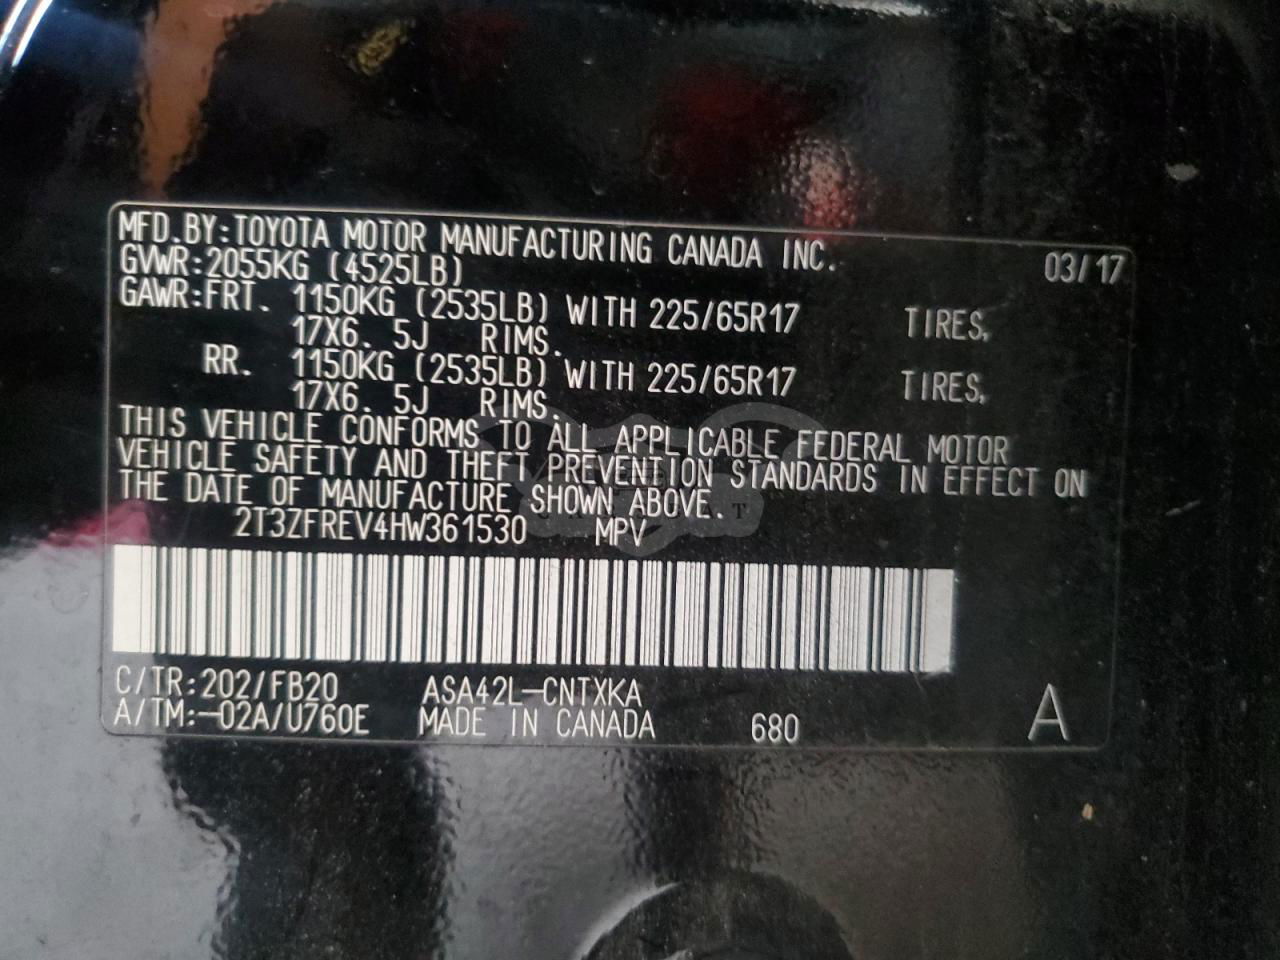 MFD.BY:TOYOTA MOTOR MANUFACTURING CANADA INC.
GVWR:2055KG (4525LB) 03/17
GAWR:FRT. 1150KG (2535LB) WITH 225/65R17 TIRES,
17X6. 5J RIMS.
RR. 1150KG (2535LB) WITH 225/65R17 TIRES,
17X6. 5J RIMS.
THIS VEHICLE CONFORMS TO ALL APPLICABLE FEDERAL MOTOR
VEHICLE SAFETY AND THEFT PREVENTION STANDARDS IN EFFECT ON
THE DATE OF MANUFACTURE SHOWN ABOVE.
2T3ZFREV4HW361530 MPV
C/TR:202/FB20 ASA42L-CNTXKA
A/TM:-02A/U760E MADE IN CANADA 680 A